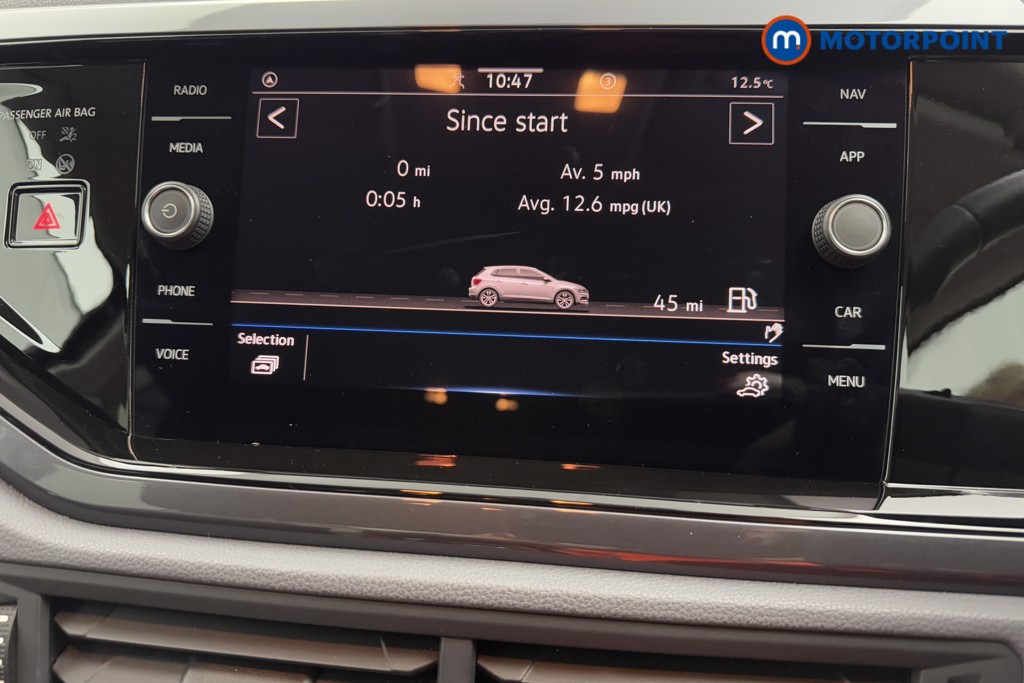 m MOTORPOINT
RADIO
MEDIA
PHONE
VOICE
PASSENGER AIR BAG
OFF
ON
10:47
3
12.5°C
<
Since start
>
0 mi
Av. 5 mph
0:05 h
Avg. 12.6 mpg (UK)
45 mi
Selection
Settings
NAV
APP
CAR
MENU